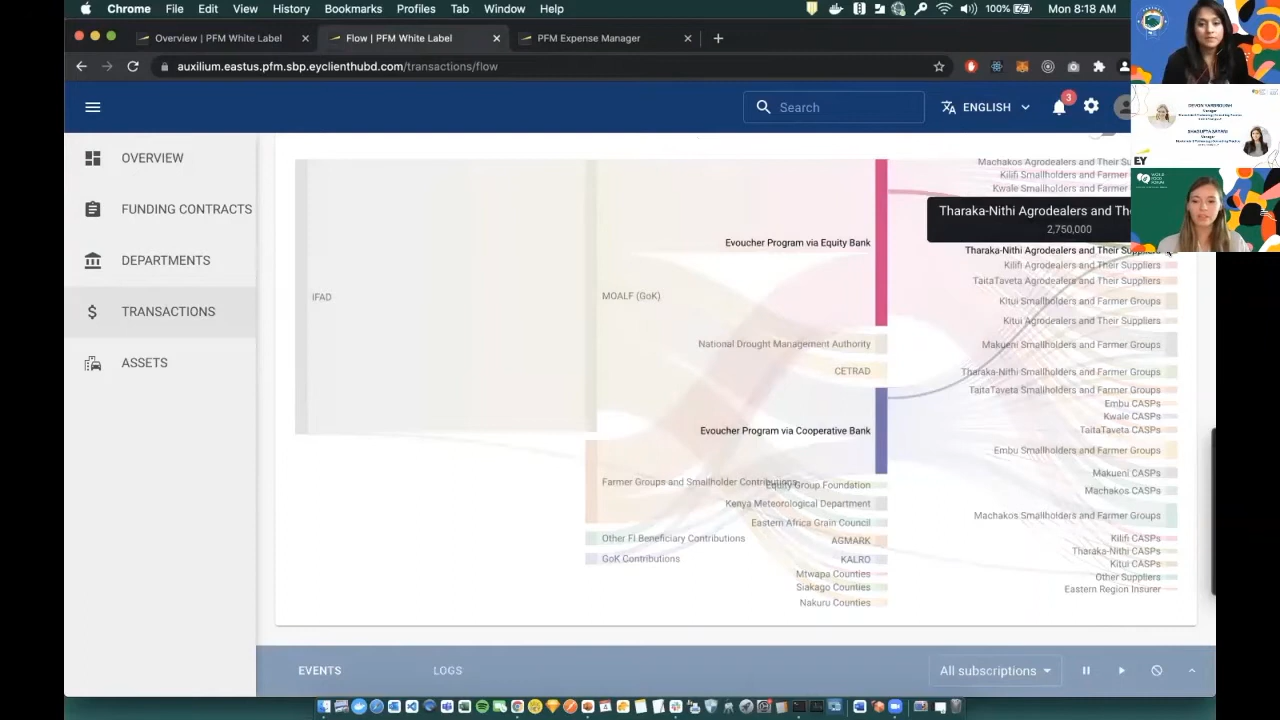 Chrome File Edit View History Bookmarks Profiles Tab Window Help 100% Mon 8:18 AM
Overview | PFM White Label
Flow | PFM White Label
PFM Expense Manager
auxilium.eastus.pfm.sbp.eyclienthubd.com/transactions/flow
Search
ENGLISH
3
OVERVIEW
FUNDING CONTRACTS
DEPARTMENTS
TRANSACTIONS
ASSETS
IFAD
MOALF (GoK)
Farmer Groups and Smallholder Contributions
Other FI Beneficiary Contributions
GoK Contributions
Evoucher Program via Equity Bank
National Drought Management Authority
CETRAD
Evoucher Program via Cooperative Bank
Equity Group Foundation
Kenya Meteorological Department
Eastern Africa Grain Council
AGMARK
KALRO
Mtwapa Counties
Siakago Counties
Nakuru Counties
Machakos Agrodealers and Their Su
Kilifi Smallholders and Farmer
Kwale Smallholders and Farmer
Tharaka-Nithi Agrodealers and The
2,750,000
Tharaka-Nithi Agrodealers and Their Sup
Kilifi Agrodealers and Their Suppliers
TaitaTaveta Agrodealers and Their Suppliers
Kitui Smallholders and Farmer Groups
Kitui Agrodealers and Their Suppliers
Makueni Smallholders and Farmer Groups
Tharaka-Nithi Smallholders and Farmer Groups
TaitaTaveta Smallholders and Farmer Groups
Embu CASPs
Kwale CASPs
TaitaTaveta CASPs
Embu Smallholders and Farmer Groups
Makueni CASPs
Machakos CASPs
Machakos Smallholders and Farmer Groups
Kilifi CASPs
Tharaka-Nithi CASPs
Kitui CASPs
Other Suppliers
Eastern Region Insurer
EVENTS
LOGS
All subscriptions
DEVON YARBROUGH
Manager
Manager
EY
WORLD
FOOD
FORUM